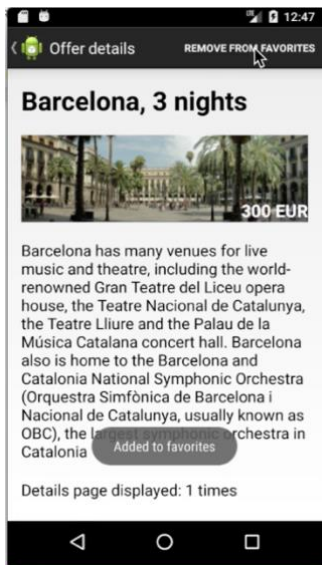 12:47
Offer details REMOVE FROM FAVORITES
Barcelona, 3 nights
300 EUR
Barcelona has many venues for live
music and theatre, including the world-
renowned Gran Teatre del Liceu opera
house, the Teatre Nacional de Catalunya,
the Teatre Lliure and the Palau de la
Música Catalana concert hall. Barcelona
also is home to the Barcelona and
Catalonia National Symphonic Orchestra
(Orquestra Simfònica de Barcelona i
Nacional de Catalunya, usually known as
OBC), the largest symphonic orchestra in
Catalonia
Added to favorites
Details page displayed: 1 times